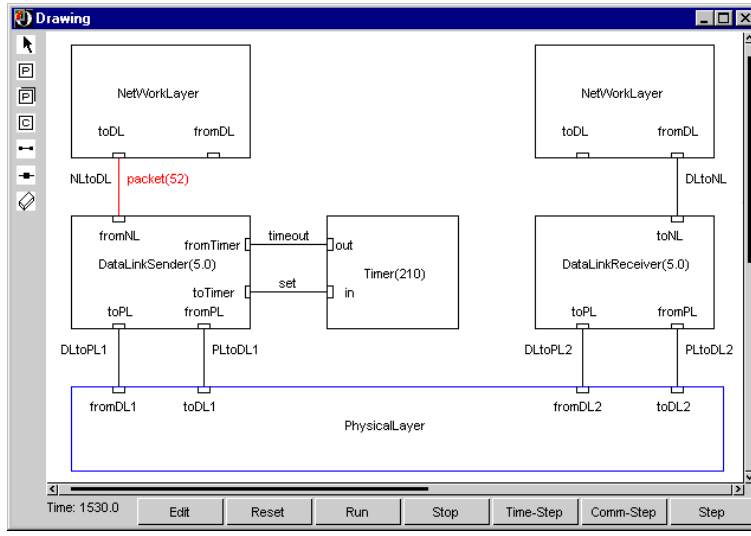 Drawing
P
P
C
NetWorkLayer
NetWorkLayer
toDL
fromDL
toDL
fromDL
NLtoDL
packet(52)
DLtoNL
fromNL
fromTimer
timeout
out
toNL
DataLinkSender(5.0)
Timer(210)
DataLinkReceiver(5.0)
toTimer
set
in
toPL
fromPL
toPL
fromPL
DLtoPL1
PLtoDL1
DLtoPL2
PLtoDL2
fromDL1
toDL1
fromDL2
toDL2
PhysicalLayer
Time: 1530.0
Edit
Reset
Run
Stop
Time-Step
Comm-Step
Step